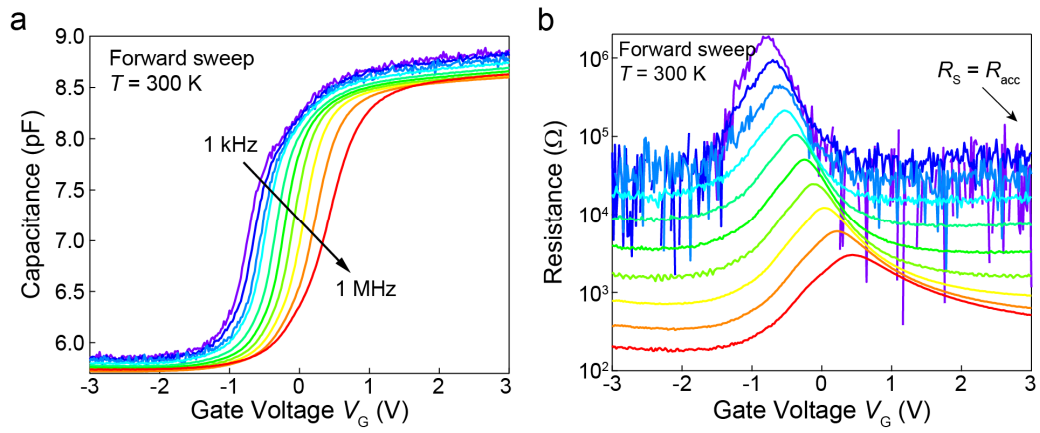 a
Forward sweep
T = 300 K
1 kHz
1 MHz
9.0
8.5
8.0
7.5
7.0
6.5
6.0
Capacitance (pF)
-3 -2 -1 0 1 2 3
Gate Voltage VG (V)
b
Forward sweep
T = 300 K
RS = Racc
10⁶
10⁵
10⁴
10³
10²
Resistance (Ω)
-3 -2 -1 0 1 2 3
Gate Voltage VG (V)